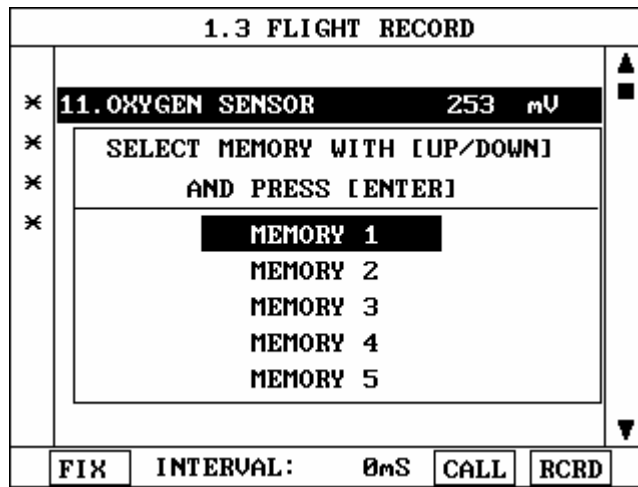 1.3 FLIGHT RECORD
* 11.OXYGEN SENSOR 253 mV
* SELECT MEMORY WITH [UP/DOWN]
* AND PRESS [ENTER]
* MEMORY 1
MEMORY 2
MEMORY 3
MEMORY 4
MEMORY 5
FIX INTERVAL: 0mS CALL RCRD